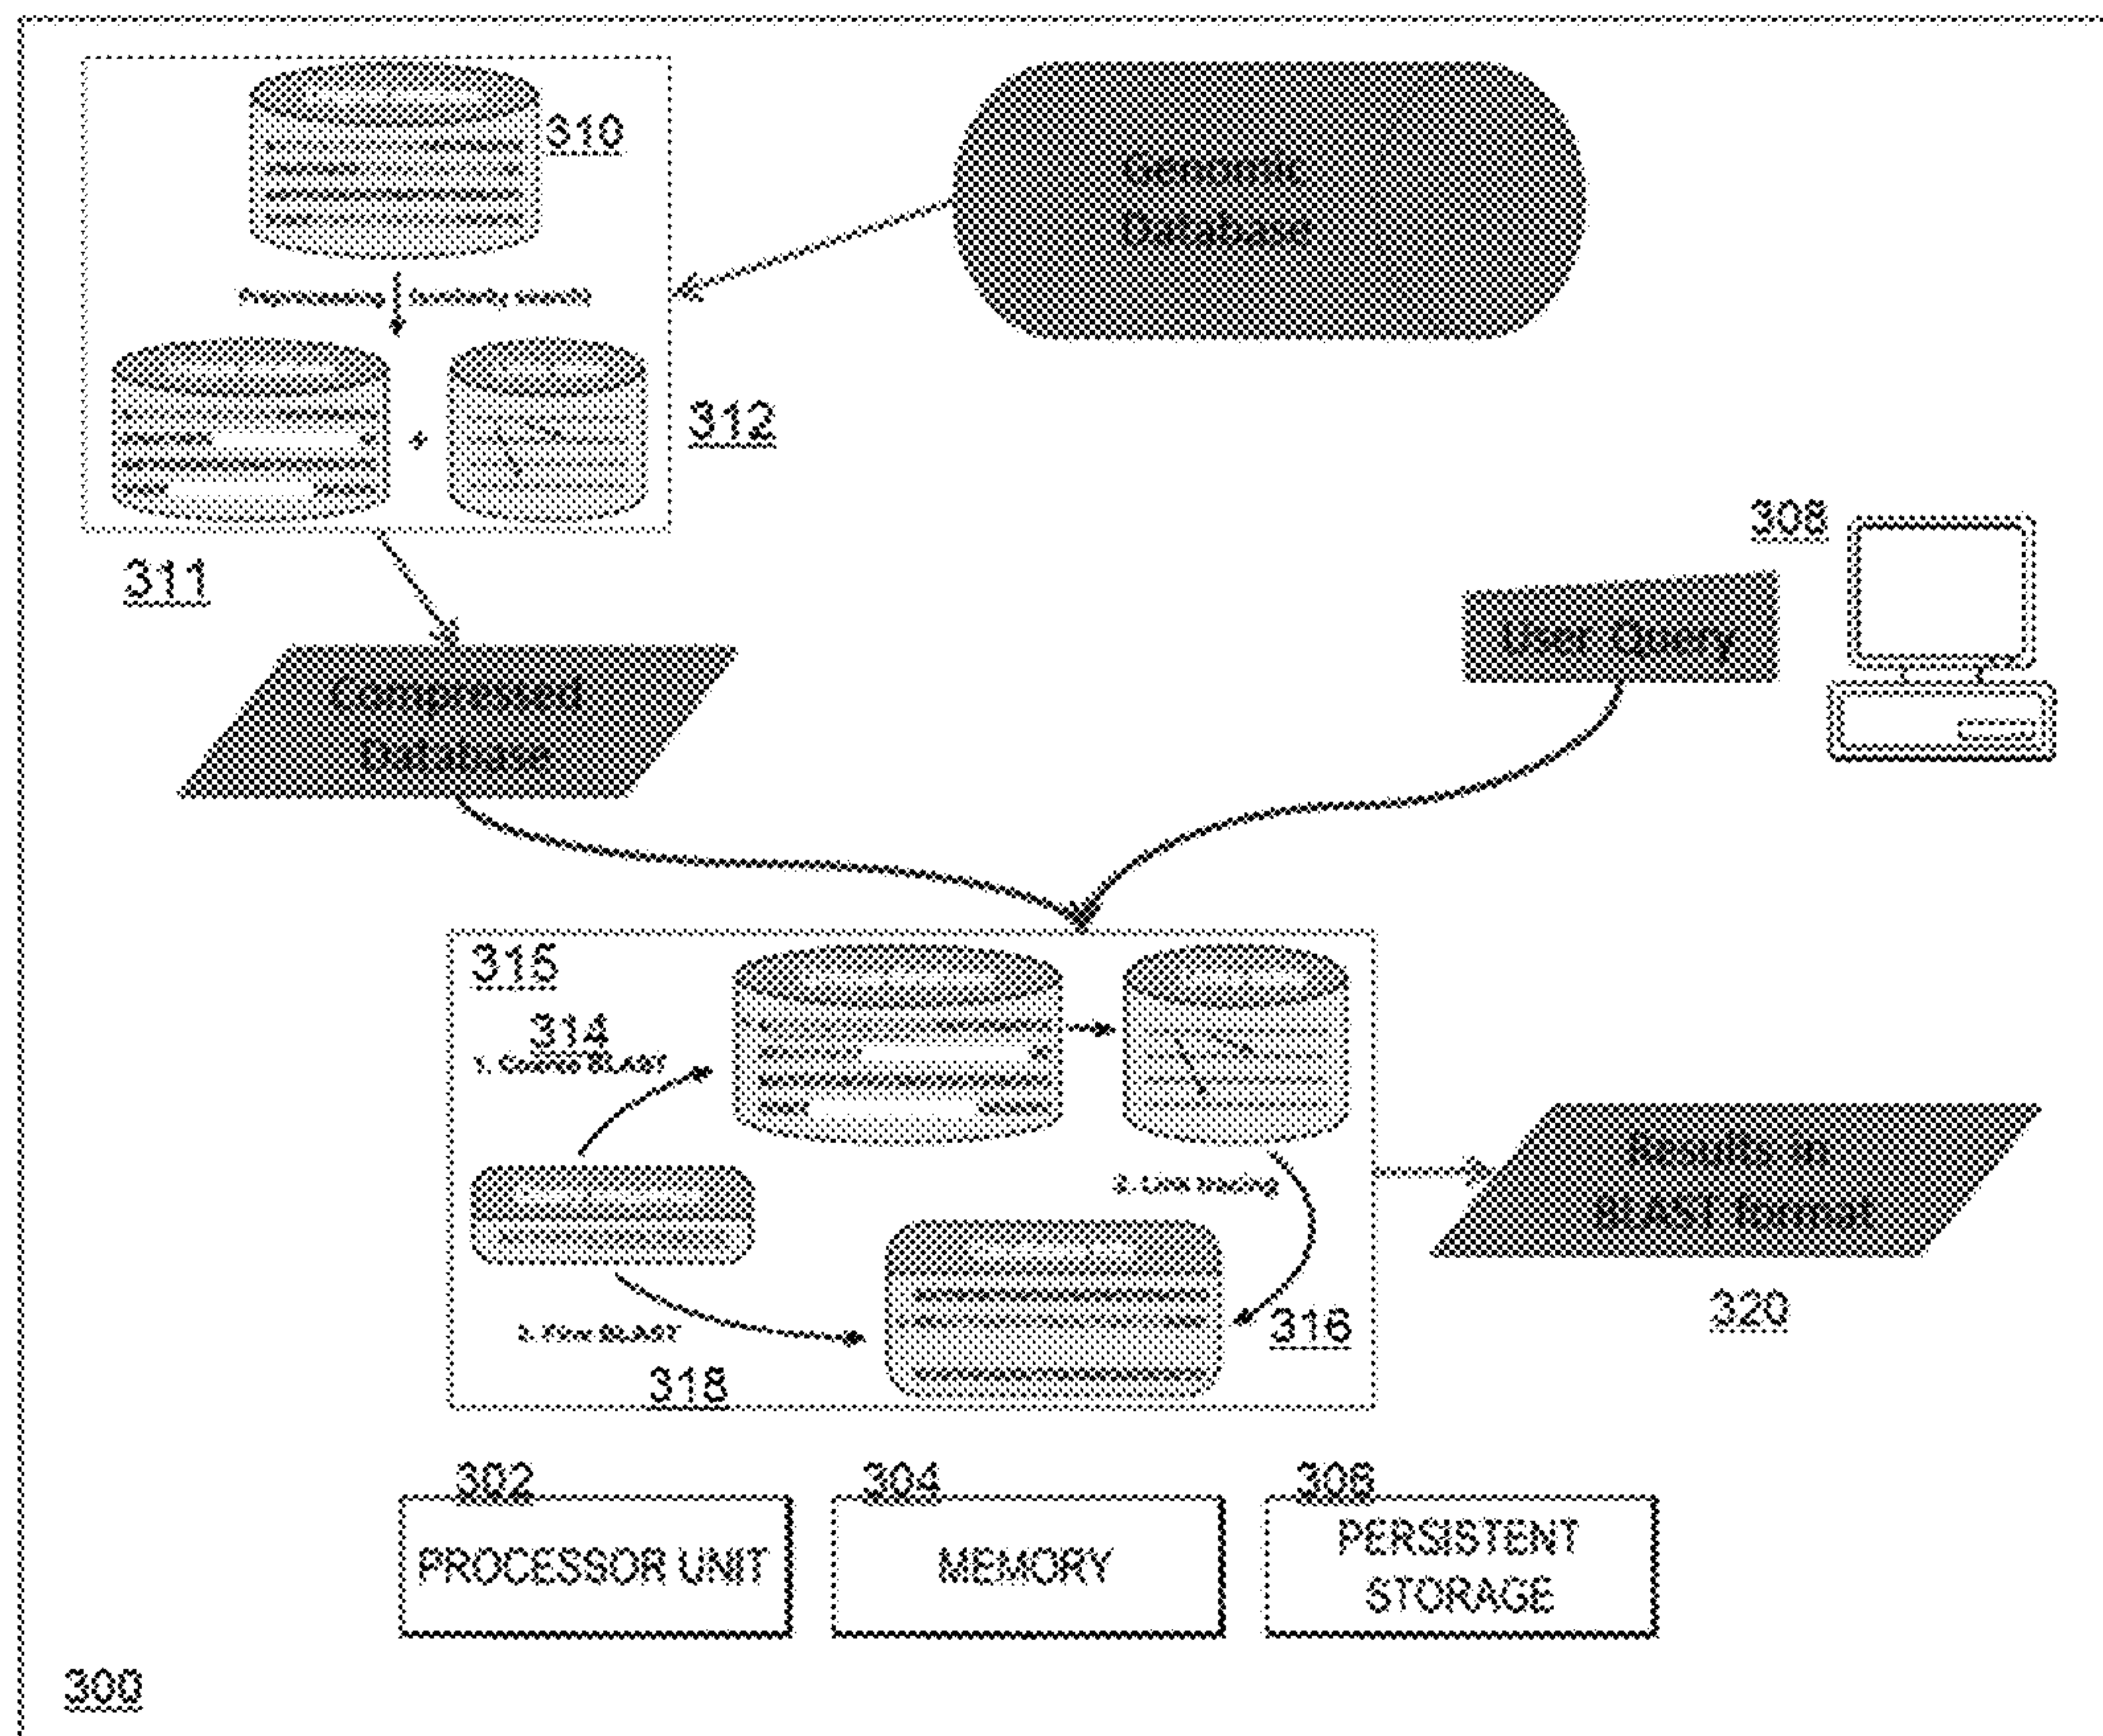 310
Genomic
Database
312
311
308
User Query
Compressed
Database
315
314
1. Coarse BLAST
2. Link tracing
Results in
BLAST format
3. Fine BLAST
316
318
320
302
PROCESSOR UNIT
304
MEMORY
306
PERSISTENT
STORAGE
300